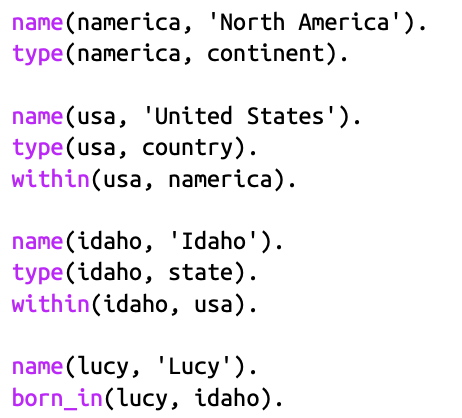 name(namerica, 'North America').
type(namerica, continent).
name(usa, 'United States').
type(usa, country).
within(usa, namerica).
name(idaho, 'Idaho').
type(idaho, state).
within(idaho, usa).
name(lucy, 'Lucy').
born_in(lucy, idaho).